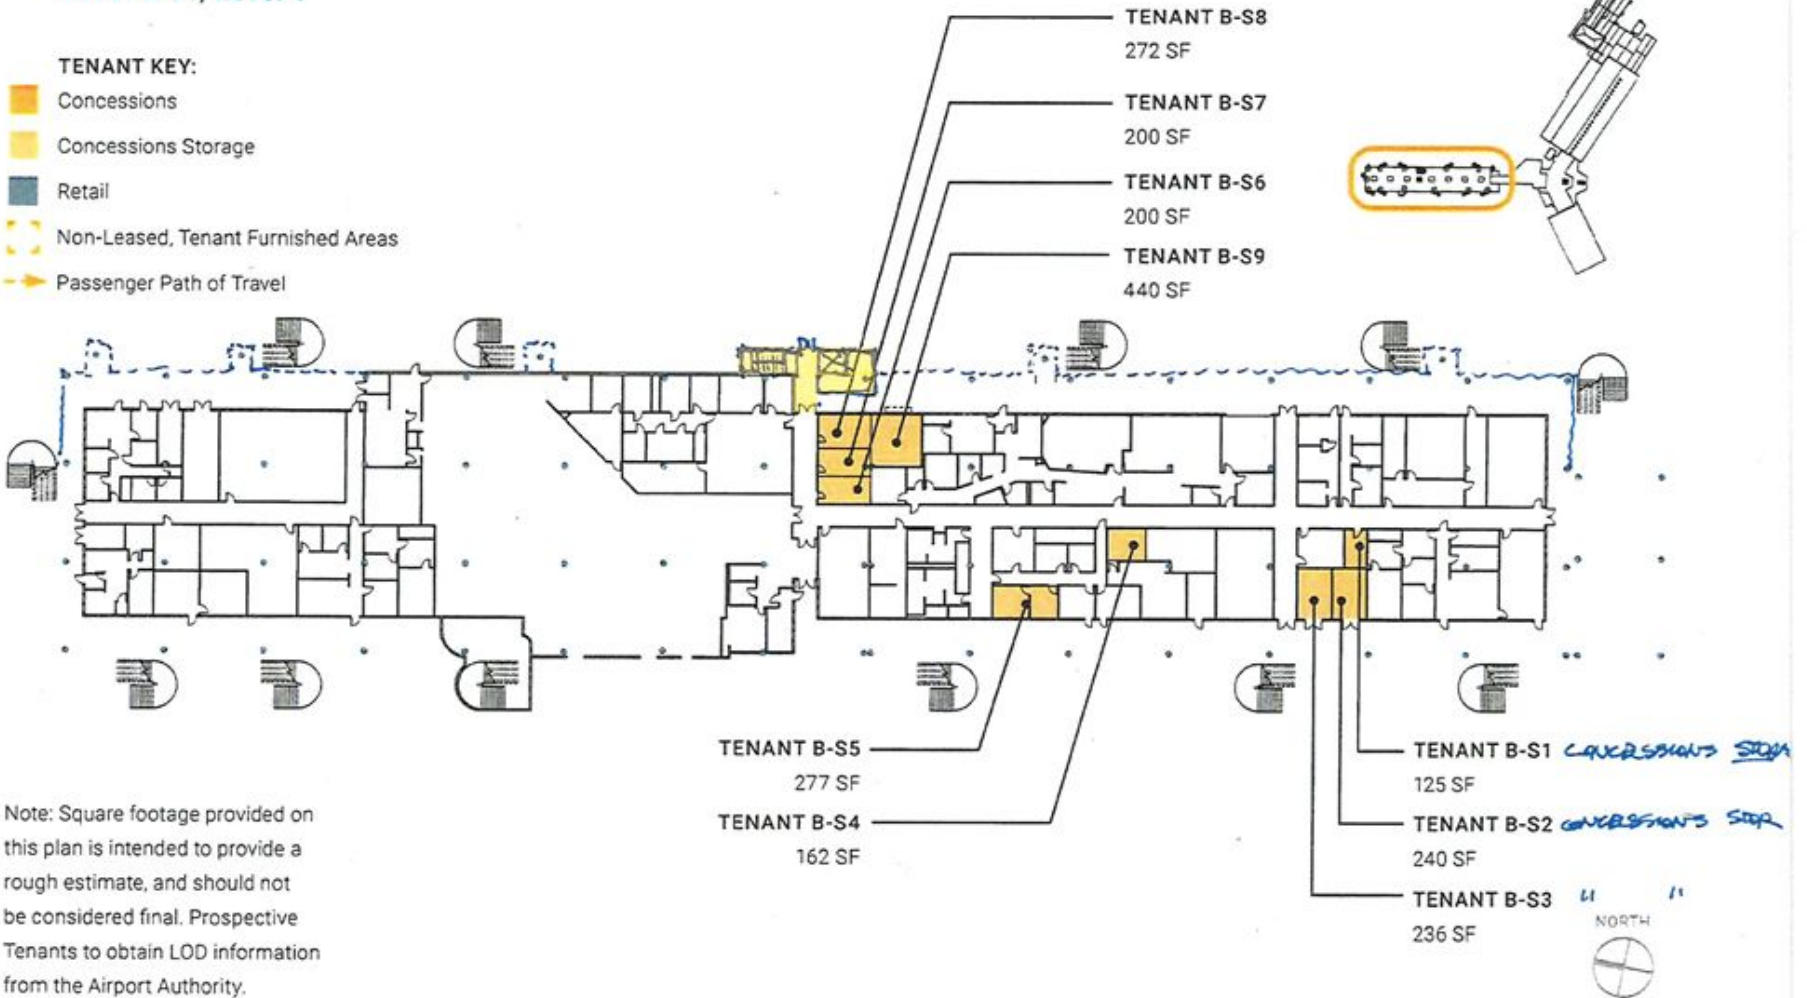 TENANT KEY:
Concessions
Concessions Storage
Retail
Non-Leased, Tenant Furnished Areas
Passenger Path of Travel
TENANT B-S8
272 SF
TENANT B-S7
200 SF
TENANT B-S6
200 SF
TENANT B-S9
440 SF
TENANT B-S5
277 SF
TENANT B-S4
162 SF
TENANT B-S1 CONCESSIONS STOR
125 SF
TENANT B-S2 CONCESSIONS STOR
240 SF
TENANT B-S3 " "
236 SF
NORTH
Note: Square footage provided on
this plan is intended to provide a
rough estimate, and should not
be considered final. Prospective
Tenants to obtain LOD information
from the Airport Authority.